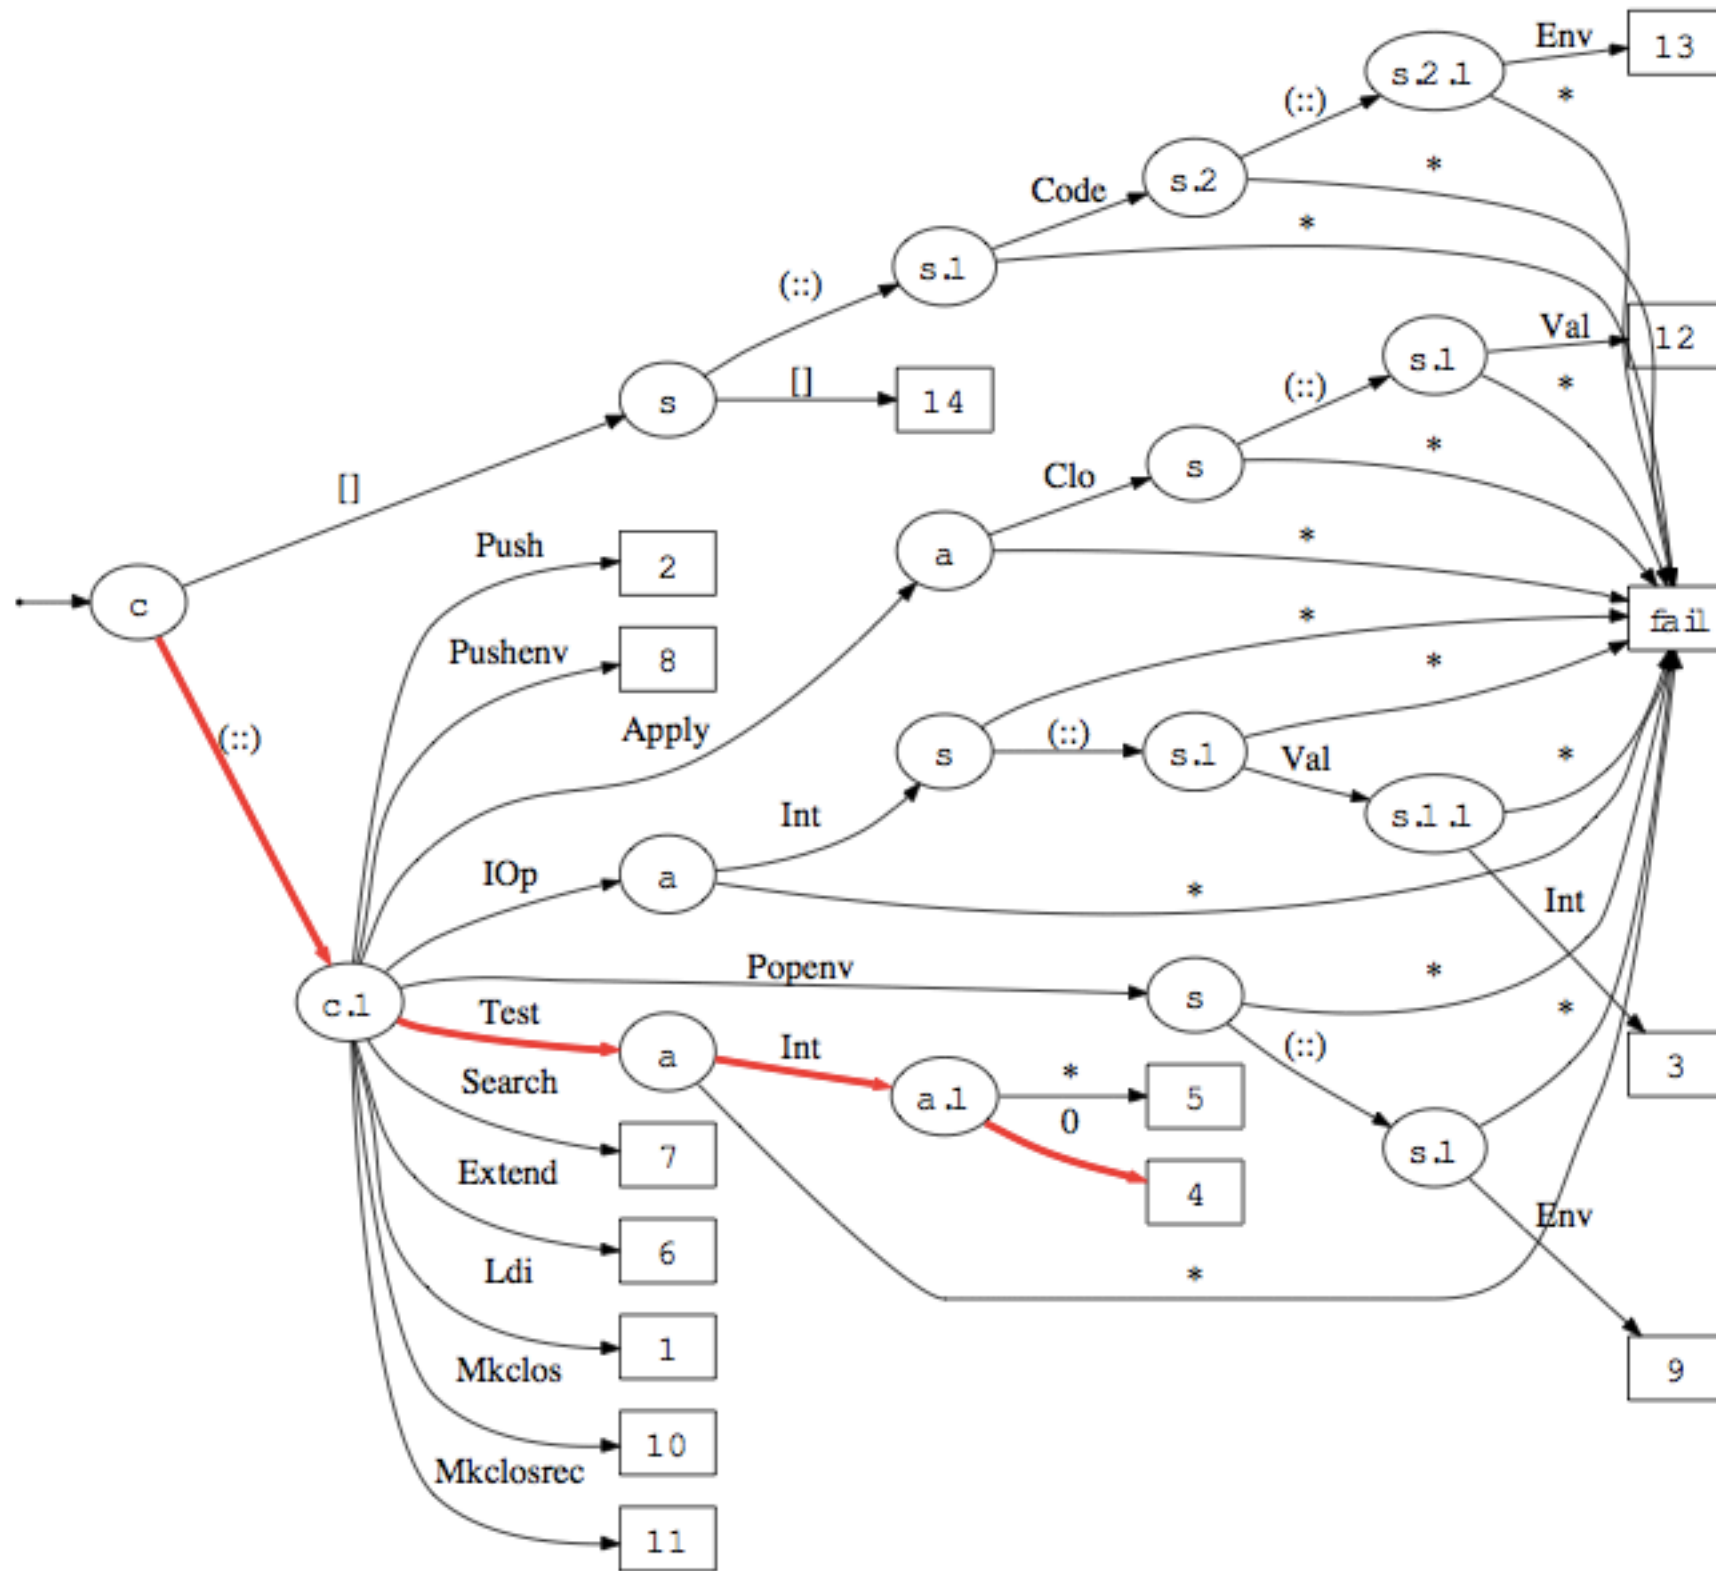 Env
13
s.2.1
*
(::)
*
Code
s.2
*
s.1
(::)
Val
12
s.1
*
(::)
s
[]
14
*
Clo
s
[]
*
Push
2
a
c
fail
*
Pushenv
8
*
Apply
(::)
s
(::)
s.1
Val
*
Int
s.1.1
IOp
a
*
Int
Popenv
s
*
c.1
Test
a
Int
(::)
*
3
Search
a.1
*
5
0
7
s.1
Extend
4
Env
6
Ldi
*
1
9
Mkclos
10
Mkclosrec
11